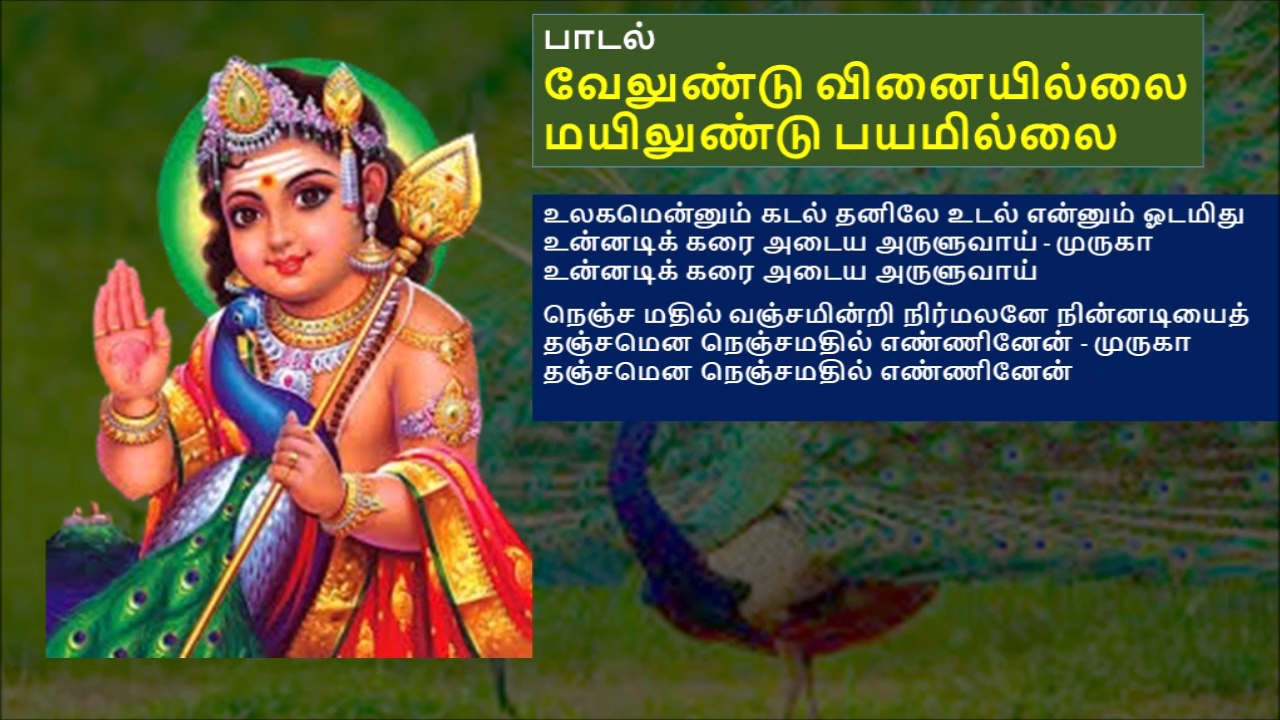 பாடல்
வேலுண்டு வினையில்லை
மயிலுண்டு பயமில்லை
உலகமென்னும் கடல் தனிலே உடல் என்னும் ஓடமிது
உன்னடிக் கரை அடைய அருளுவாய் - முருகா
உன்னடிக் கரை அடைய அருளுவாய்
நெஞ்ச மதில் வஞ்சமின்றி நிர்மலனே நின்னடியைத்
தஞ்சமென நெஞ்சமதில் எண்ணினேன் - முருகா
தஞ்சமென நெஞ்சமதில் எண்ணினேன்